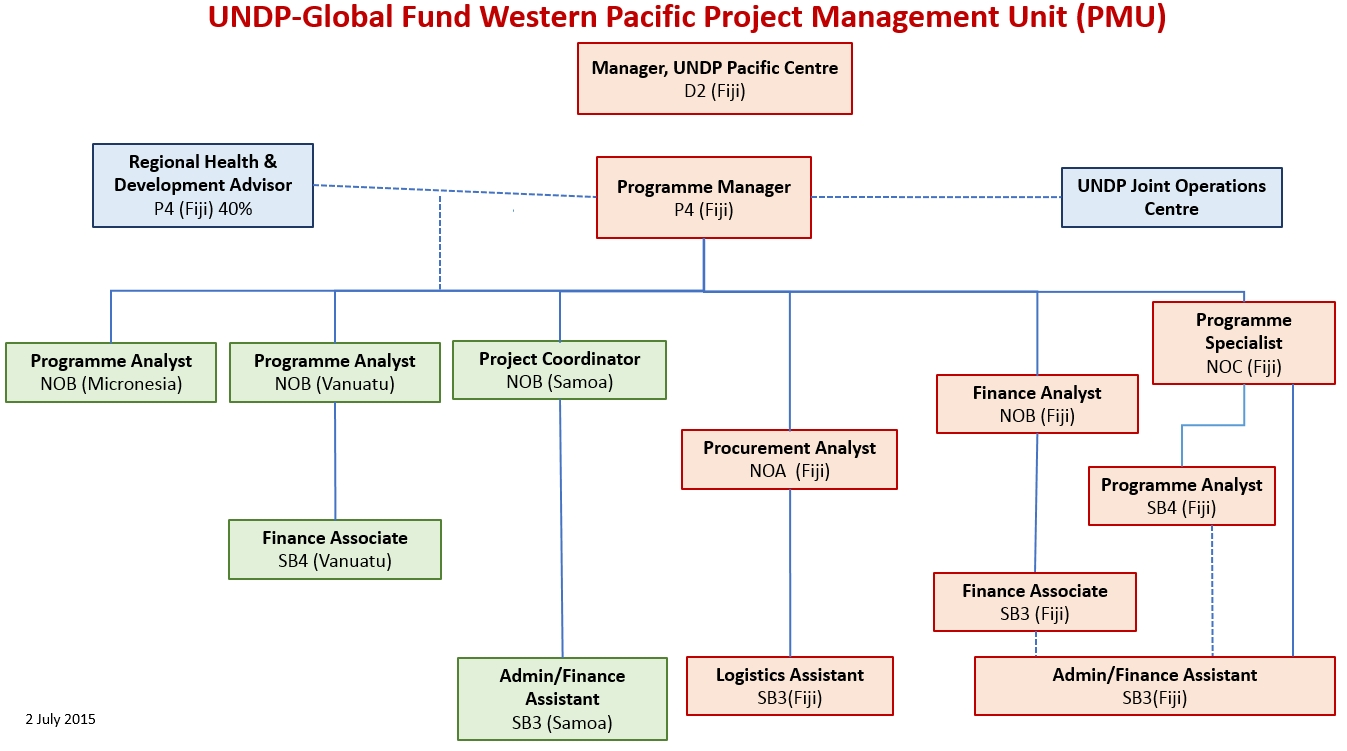 UNDP-Global Fund Western Pacific Project Management Unit (PMU)
Manager, UNDP Pacific Centre
D2 (Fiji)
Regional Health &
Development Advisor
P4 (Fiji) 40%
Programme Manager
P4 (Fiji)
UNDP Joint Operations
Centre
Programme Analyst
NOB (Micronesia)
Programme Analyst
NOB (Vanuatu)
Project Coordinator
NOB (Samoa)
Programme
Specialist
NOC (Fiji)
Finance Analyst
NOB (Fiji)
Procurement Analyst
NOA  (Fiji)
Programme Analyst
SB4 (Fiji)
Finance Associate
SB4 (Vanuatu)
Finance Associate
SB3 (Fiji)
Admin/Finance
Assistant
SB3 (Samoa)
Logistics Assistant
SB3(Fiji)
Admin/Finance Assistant
SB3(Fiji)
2 July 2015